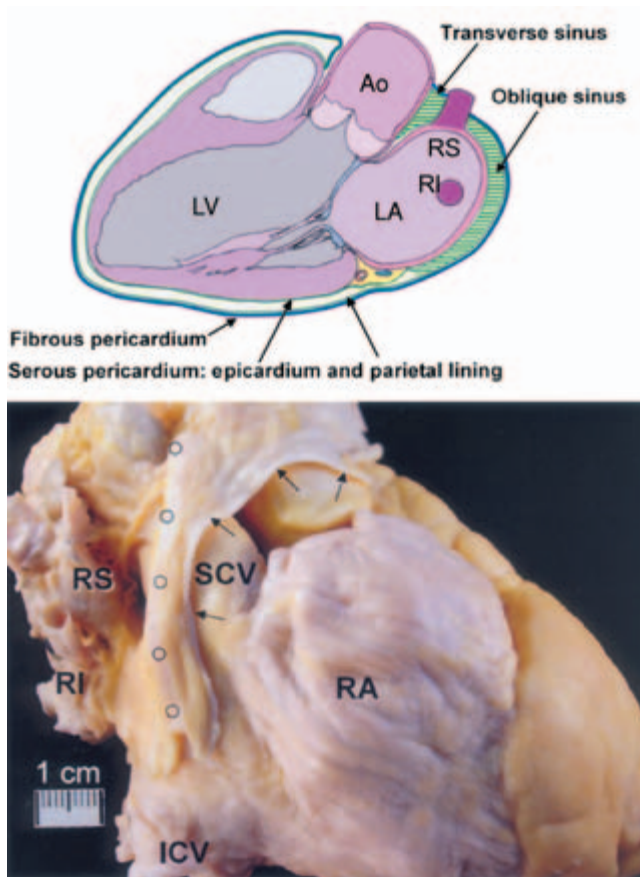 Transverse sinus
Ao
Oblique sinus
RS
RI
LV
LA
Fibrous pericardium
Serous pericardium: epicardium and parietal lining
SCV
RS
RI
RA
1 cm
ICV